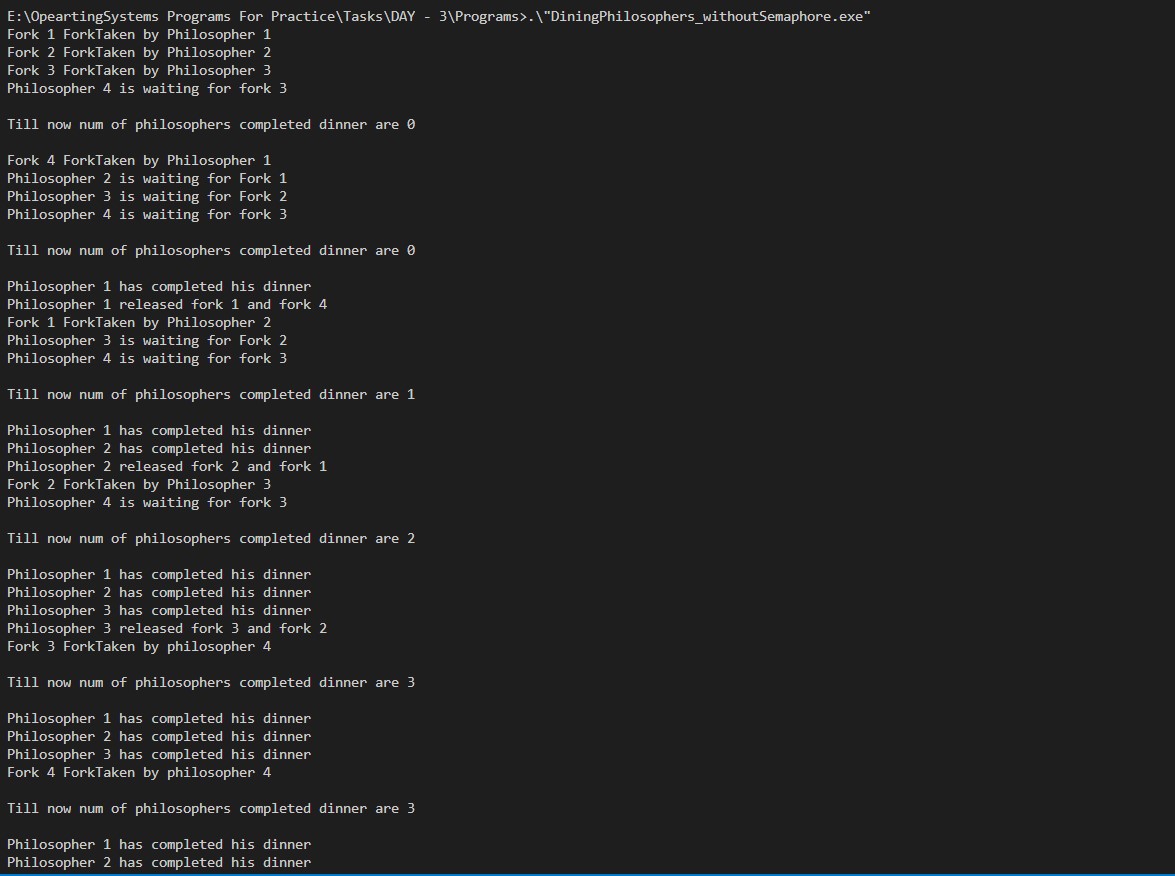 E:\OpeartingSystems Programs For Practice\Tasks\DAY - 3\Programs>.\"DiningPhilosophers_withoutSemaphore.exe"
Fork 1 ForkTaken by Philosopher 1
Fork 2 ForkTaken by Philosopher 2
Fork 3 ForkTaken by Philosopher 3
Philosopher 4 is waiting for fork 3
Till now num of philosophers completed dinner are 0
Fork 4 ForkTaken by Philosopher 1
Philosopher 2 is waiting for Fork 1
Philosopher 3 is waiting for Fork 2
Philosopher 4 is waiting for fork 3
Till now num of philosophers completed dinner are 0
Philosopher 1 has completed his dinner
Philosopher 1 released fork 1 and fork 4
Fork 1 ForkTaken by Philosopher 2
Philosopher 3 is waiting for Fork 2
Philosopher 4 is waiting for fork 3
Till now num of philosophers completed dinner are 1
Philosopher 1 has completed his dinner
Philosopher 2 has completed his dinner
Philosopher 2 released fork 2 and fork 1
Fork 2 ForkTaken by Philosopher 3
Philosopher 4 is waiting for fork 3
Till now num of philosophers completed dinner are 2
Philosopher 1 has completed his dinner
Philosopher 2 has completed his dinner
Philosopher 3 has completed his dinner
Philosopher 3 released fork 3 and fork 2
Fork 3 ForkTaken by philosopher 4
Till now num of philosophers completed dinner are 3
Philosopher 1 has completed his dinner
Philosopher 2 has completed his dinner
Philosopher 3 has completed his dinner
Fork 4 ForkTaken by philosopher 4
Till now num of philosophers completed dinner are 3
Philosopher 1 has completed his dinner
Philosopher 2 has completed his dinner